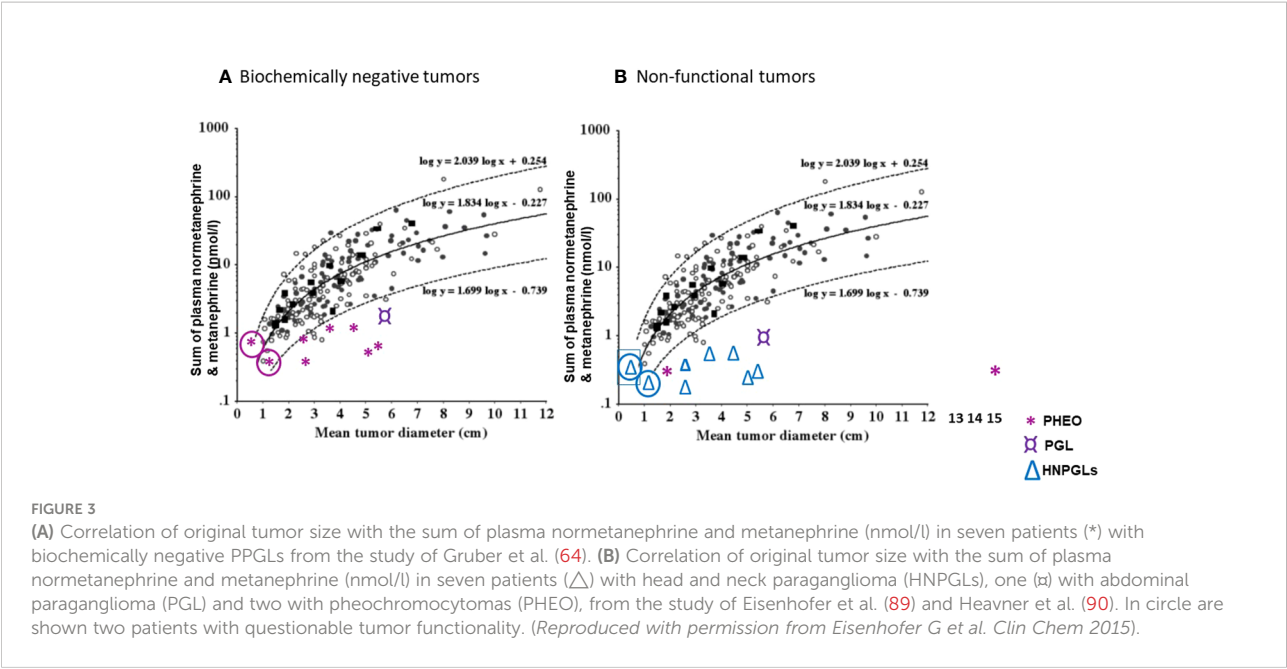 A Biochemically negative tumors
B Non-functional tumors
Sum of plasma normetanephrine
& metanephrine (nmol/l)
1000
100
10
1
.1
log y = 2.039 log x + 0.254
log y = 1.834 log x - 0.227
log y = 1.699 log x - 0.739
0 1 2 3 4 5 6 7 8 9 10 11 12
Mean tumor diameter (cm)
Sum of plasma normetanephrine
& metanephrine (nmol/l)
1000
100
10
1
.1
log y = 2.039 log x + 0.254
log y = 1.834 log x - 0.227
log y = 1.699 log x - 0.739
0 1 2 3 4 5 6 7 8 9 10 11 12 13 14 15
Mean tumor diameter (cm)
* PHEO
¤ PGL
△ HNPGLs
FIGURE 3
(A) Correlation of original tumor size with the sum of plasma normetanephrine and metanephrine (nmol/l) in seven patients (*) with
biochemically negative PPGLs from the study of Gruber et al. (64). (B) Correlation of original tumor size with the sum of plasma
normetanephrine and metanephrine (nmol/l) in seven patients (△) with head and neck paraganglioma (HNPGLs), one (¤) with abdominal
paraganglioma (PGL) and two with pheochromocytomas (PHEO), from the study of Eisenhofer et al. (89) and Heavner et al. (90). In circle are
shown two patients with questionable tumor functionality. (Reproduced with permission from Eisenhofer G et al. Clin Chem 2015).